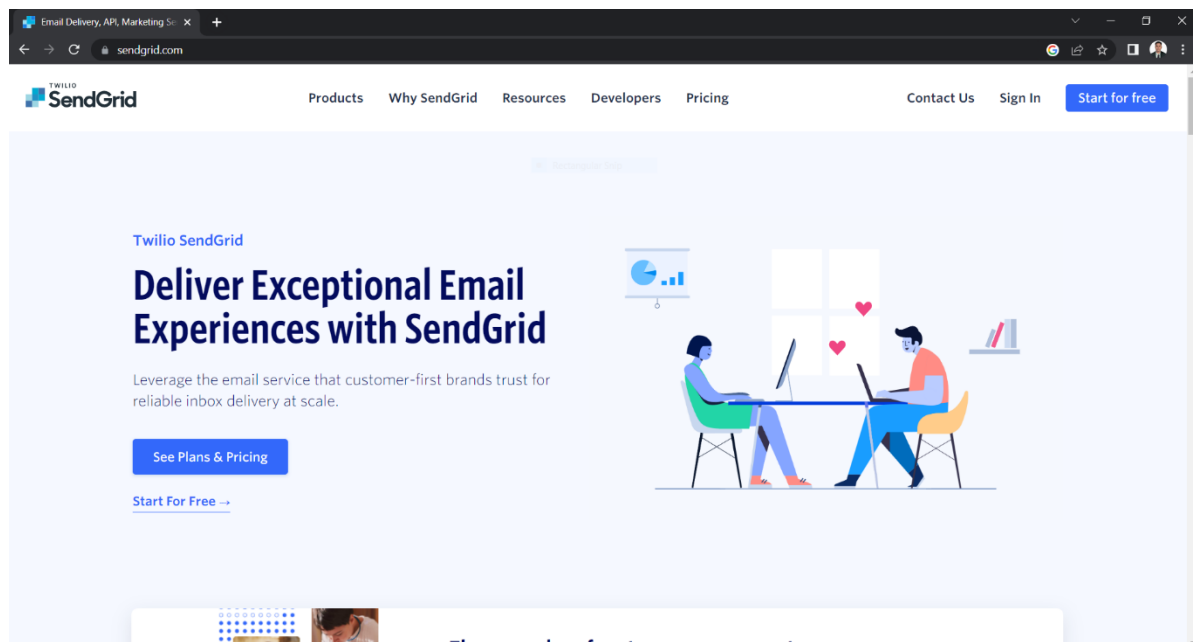 Email Delivery, API, Marketing Se
sendgrid.com
TWILIO
SendGrid
Products
Why SendGrid
Resources
Developers
Pricing
Contact Us
Sign In
Start for free
Twilio SendGrid
Deliver Exceptional Email
Experiences with SendGrid
Leverage the email service that customer-first brands trust for
reliable inbox delivery at scale.
See Plans & Pricing
Start For Free →